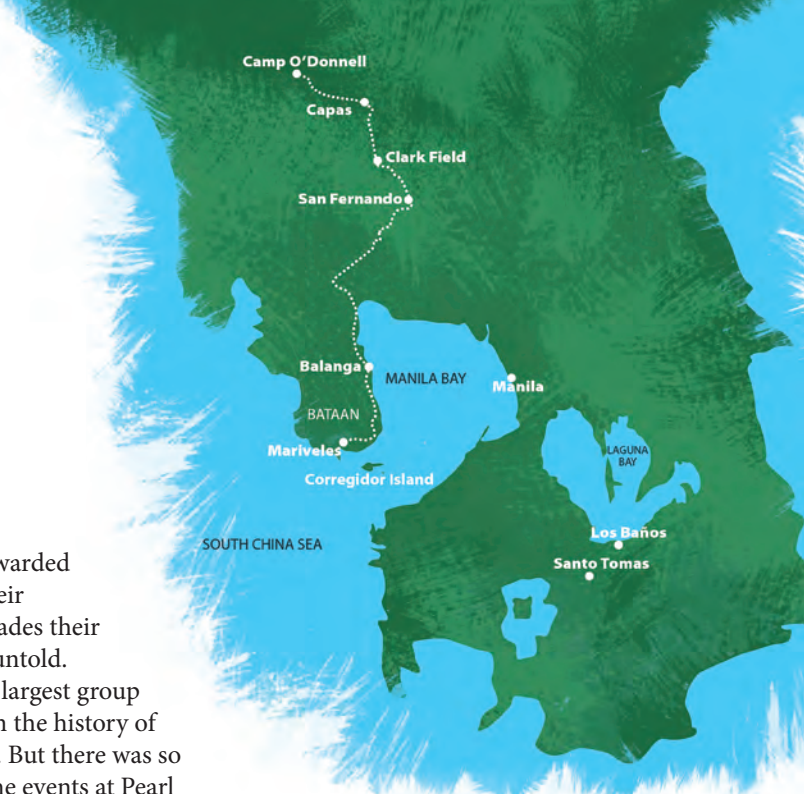 Camp O’Donnell
Capas
Clark Field
San Fernando
Balanga
MANILA BAY
Manila
BATAAN
Mariveles
LAGUNA
BAY
Corregidor Island
Los Baños
SOUTH CHINA SEA
Santo Tomas
warded
eir
ades their
untold.
largest group
n the history of
. But there was so
ne events at Pearl